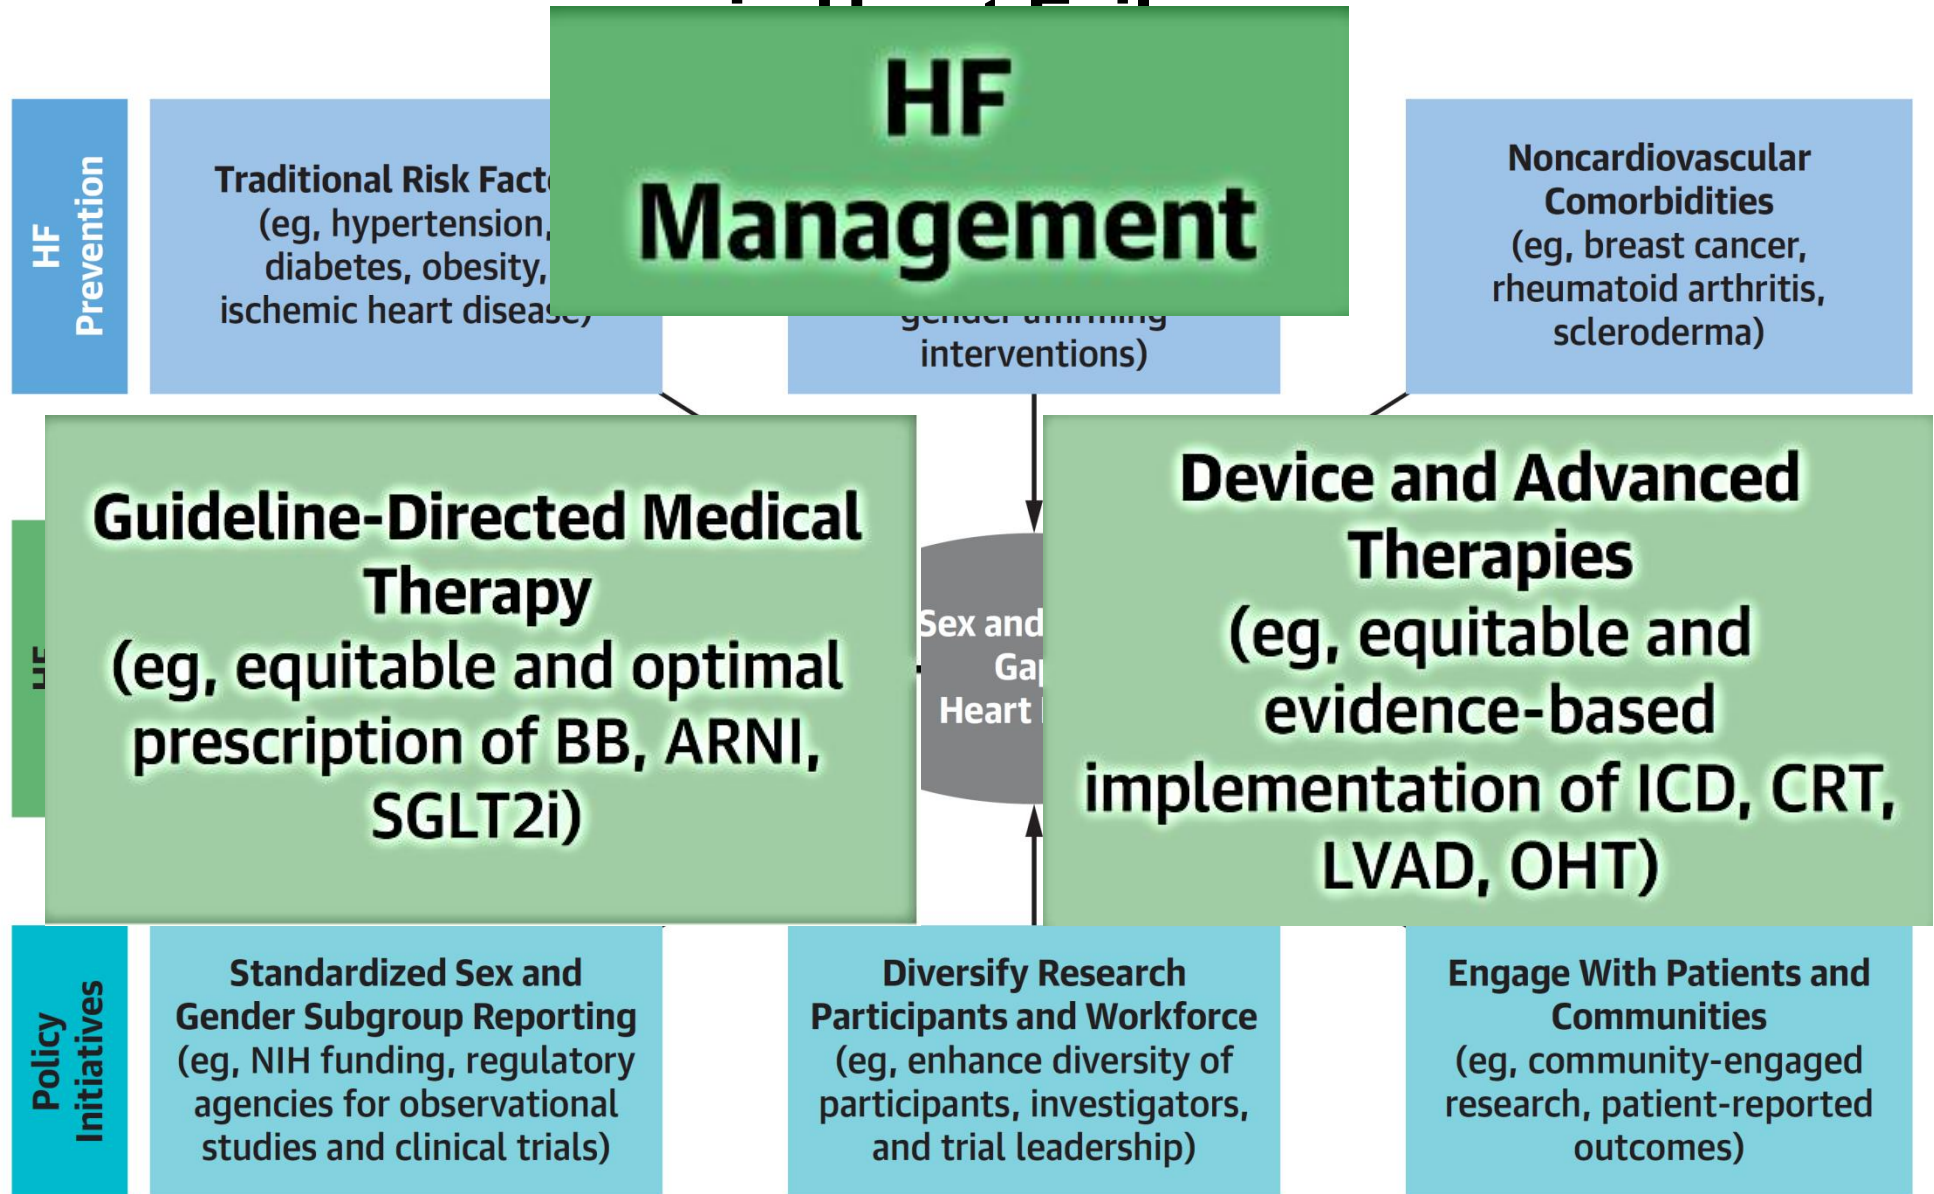 HF
Management
HF
Prevention
Traditional Risk
(eg, hypertension,
diabetes, obesity,
ischemic heart disease)
interventions)
Noncardiovascular
Comorbidities
(eg, breast cancer,
rheumatoid arthritis,
scleroderma)
Guideline-Directed Medical
Therapy
(eg, equitable and optimal
prescription of BB, ARNI,
SGLT2i)
Sex and
Heart
Device and Advanced
Therapies
(eg, equitable and
evidence-based
implementation of ICD, CRT,
LVAD, OHT)
Policy
Initiatives
Standardized Sex and
Gender Subgroup Reporting
(eg, NIH funding, regulatory
agencies for observational
studies and clinical trials)
Diversify Research
Participants and Workforce
(eg, enhance diversity of
participants, investigators,
and trial leadership)
Engage With Patients and
Communities
(eg, community-engaged
research, patient-reported
outcomes)